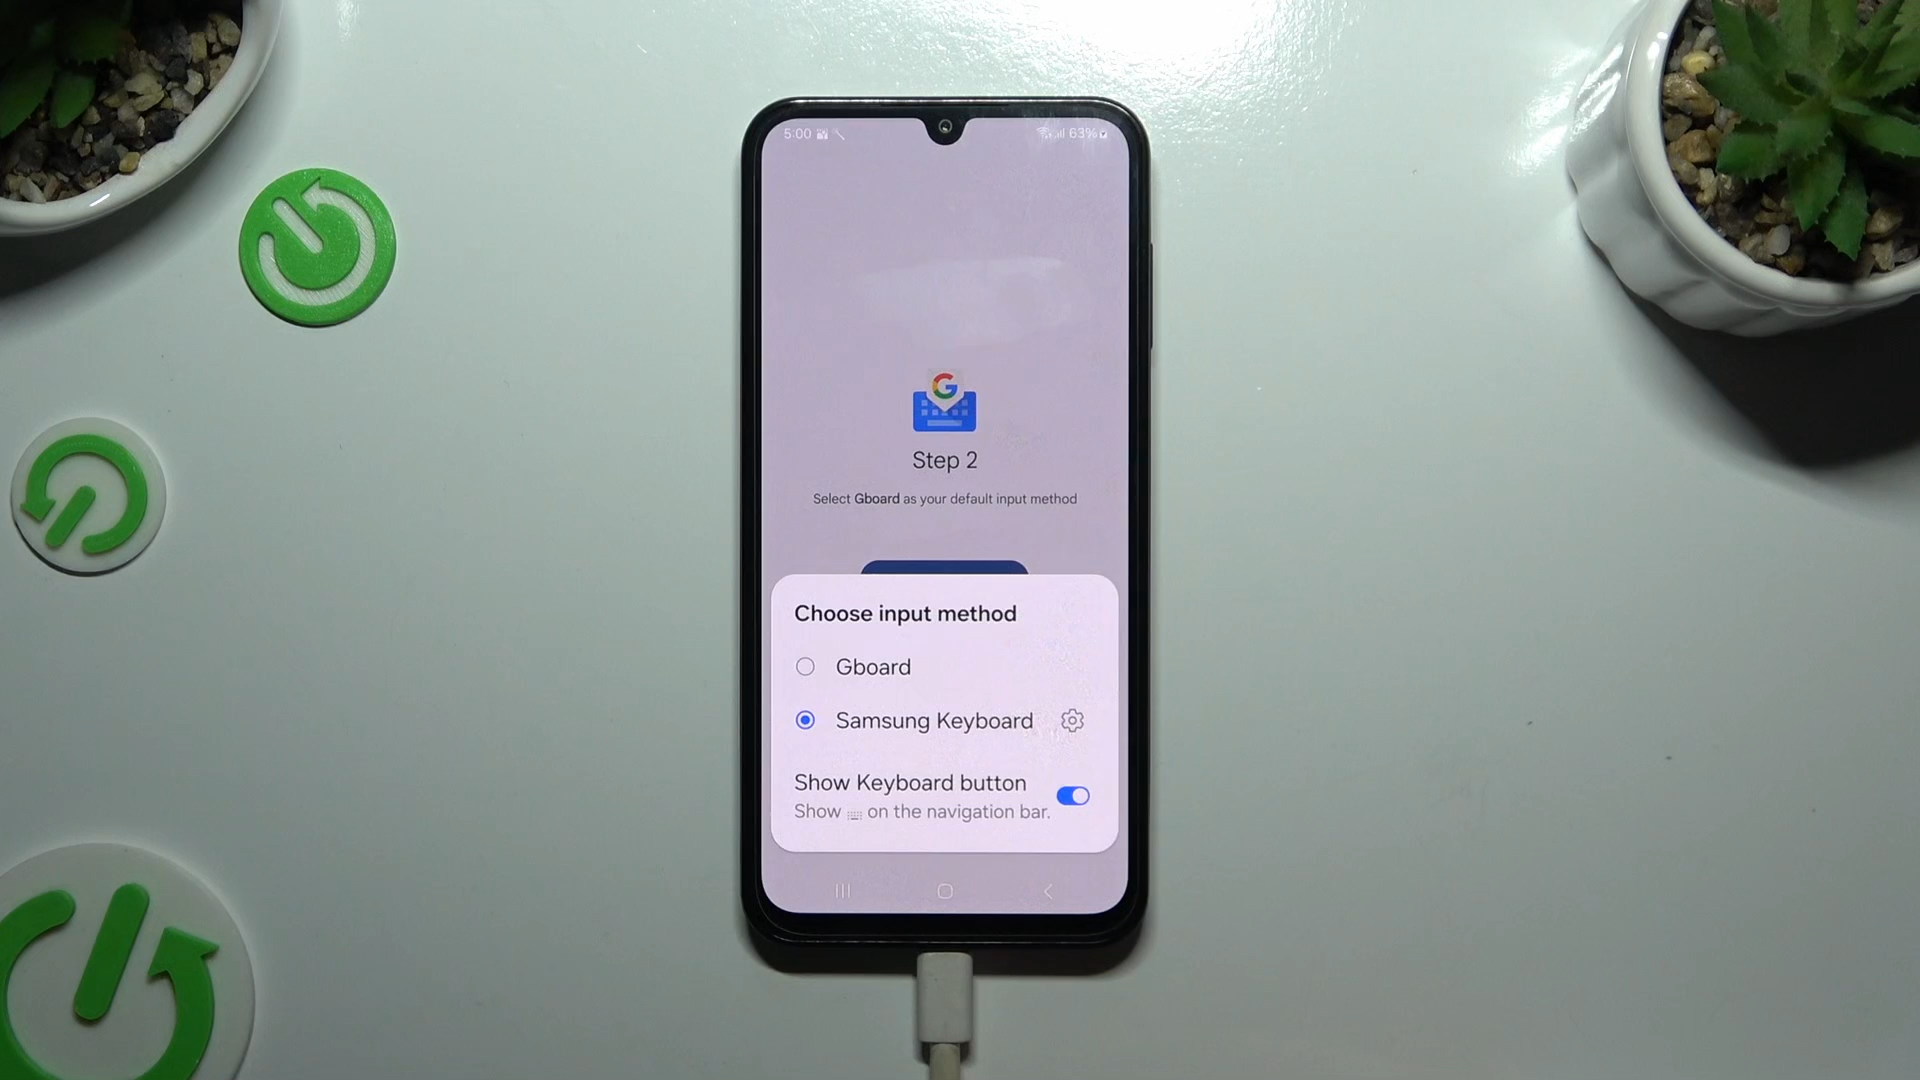 5:00
63%
Step 2
Select Gboard as your default input method
Choose input method
Gboard
Samsung Keyboard
Show Keyboard button
Show on the navigation bar.